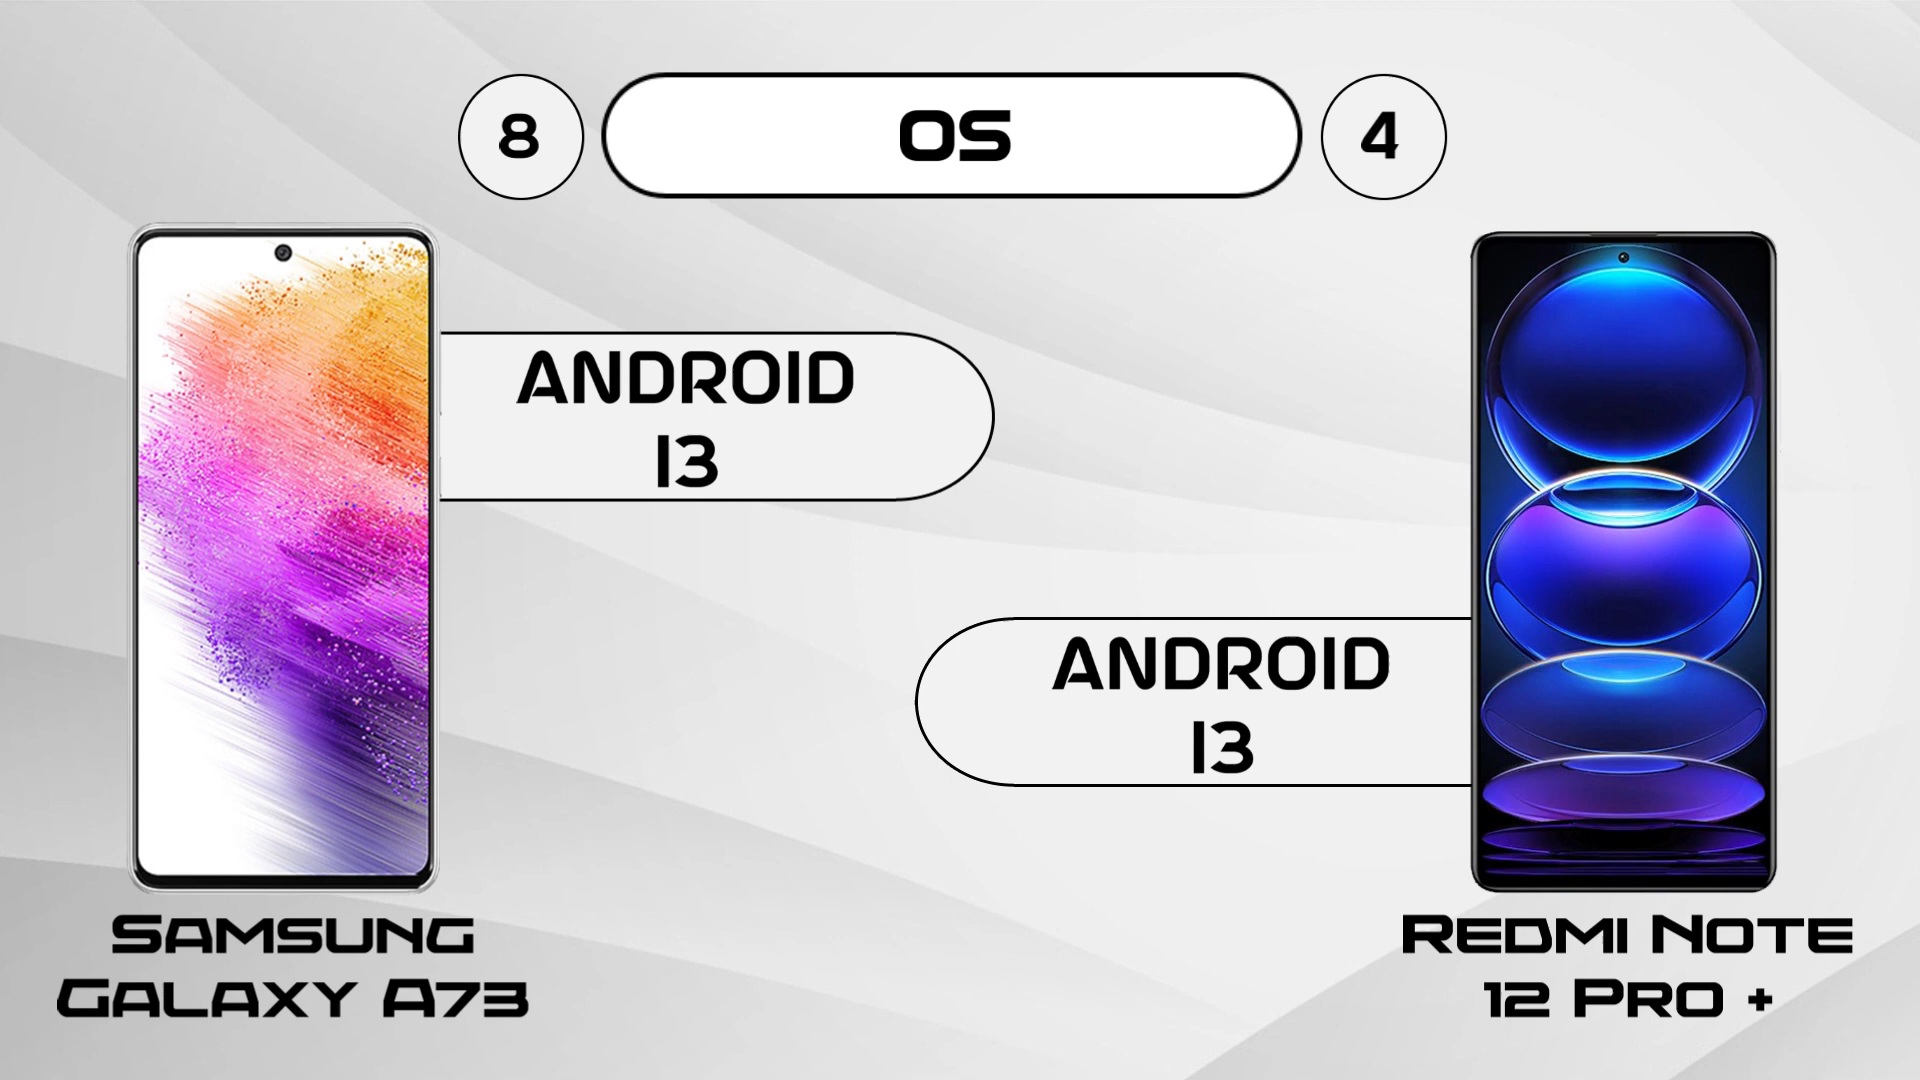 8
OS
4
ANDROID
13
ANDROID
13
SAMSUNG
GALAXY A73
REDMI NOTE
12 PRO +